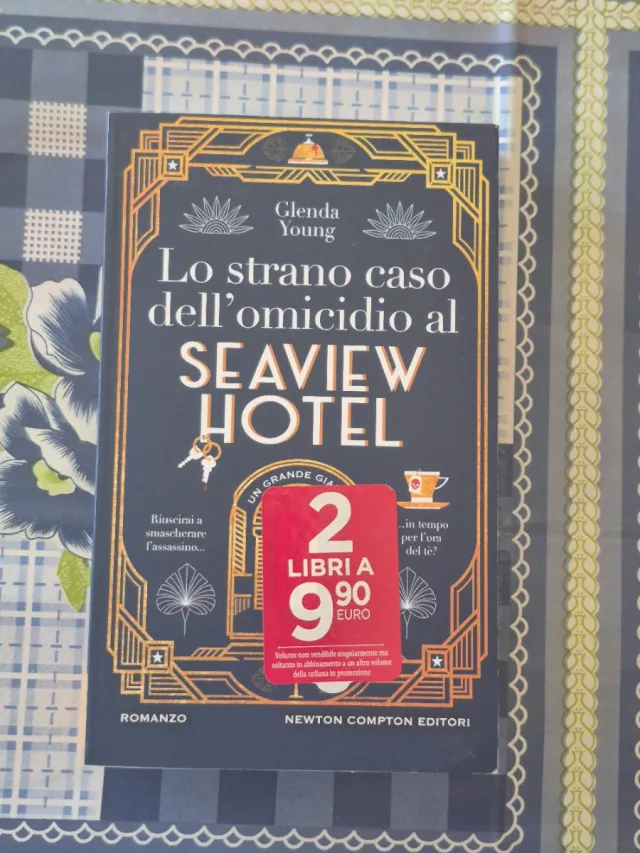 Glenda
Young
Lo strano caso
dell'omicidio al
SEAVIEW
HOTEL
UN GRANDE
Riuscirai a
smascherare
l'assassino...
...in tempo
per l'ora
del tè?
2
LIBRI A
9,90
EURO
Volume non vendibile singolarmente ma
soltanto in abbinamento a un altro volume
della collana in promozione
ROMANZO
NEWTON COMPTON EDITORI